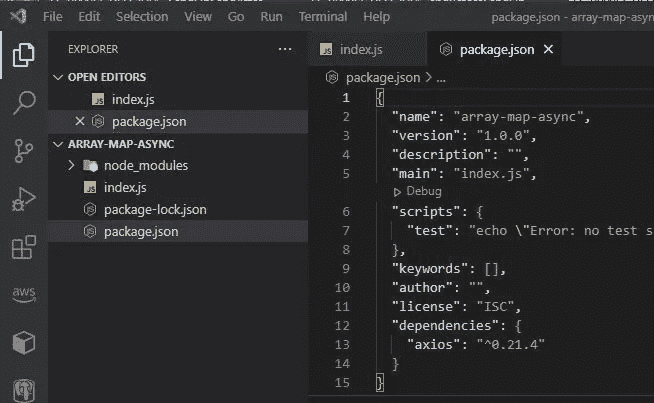 File Edit Selection View Go Run Terminal Help package.json - array-map-asyn
EXPLORER ...
OPEN EDITORS
JS index.js
package.json
ARRAY-MAP-ASYNC
node_modules
JS index.js
package-lock.json
package.json
aws
JS index.js package.json
package.json > ...
1 {
2 "name": "array-map-async",
3 "version": "1.0.0",
4 "description": "",
5 "main": "index.js",
Debug
6 "scripts": {
7 "test": "echo \"Error: no test s
8 },
9 "keywords": [],
10 "author": "",
11 "license": "ISC",
12 "dependencies": {
13 "axios": "^0.21.4"
14 }
15 }